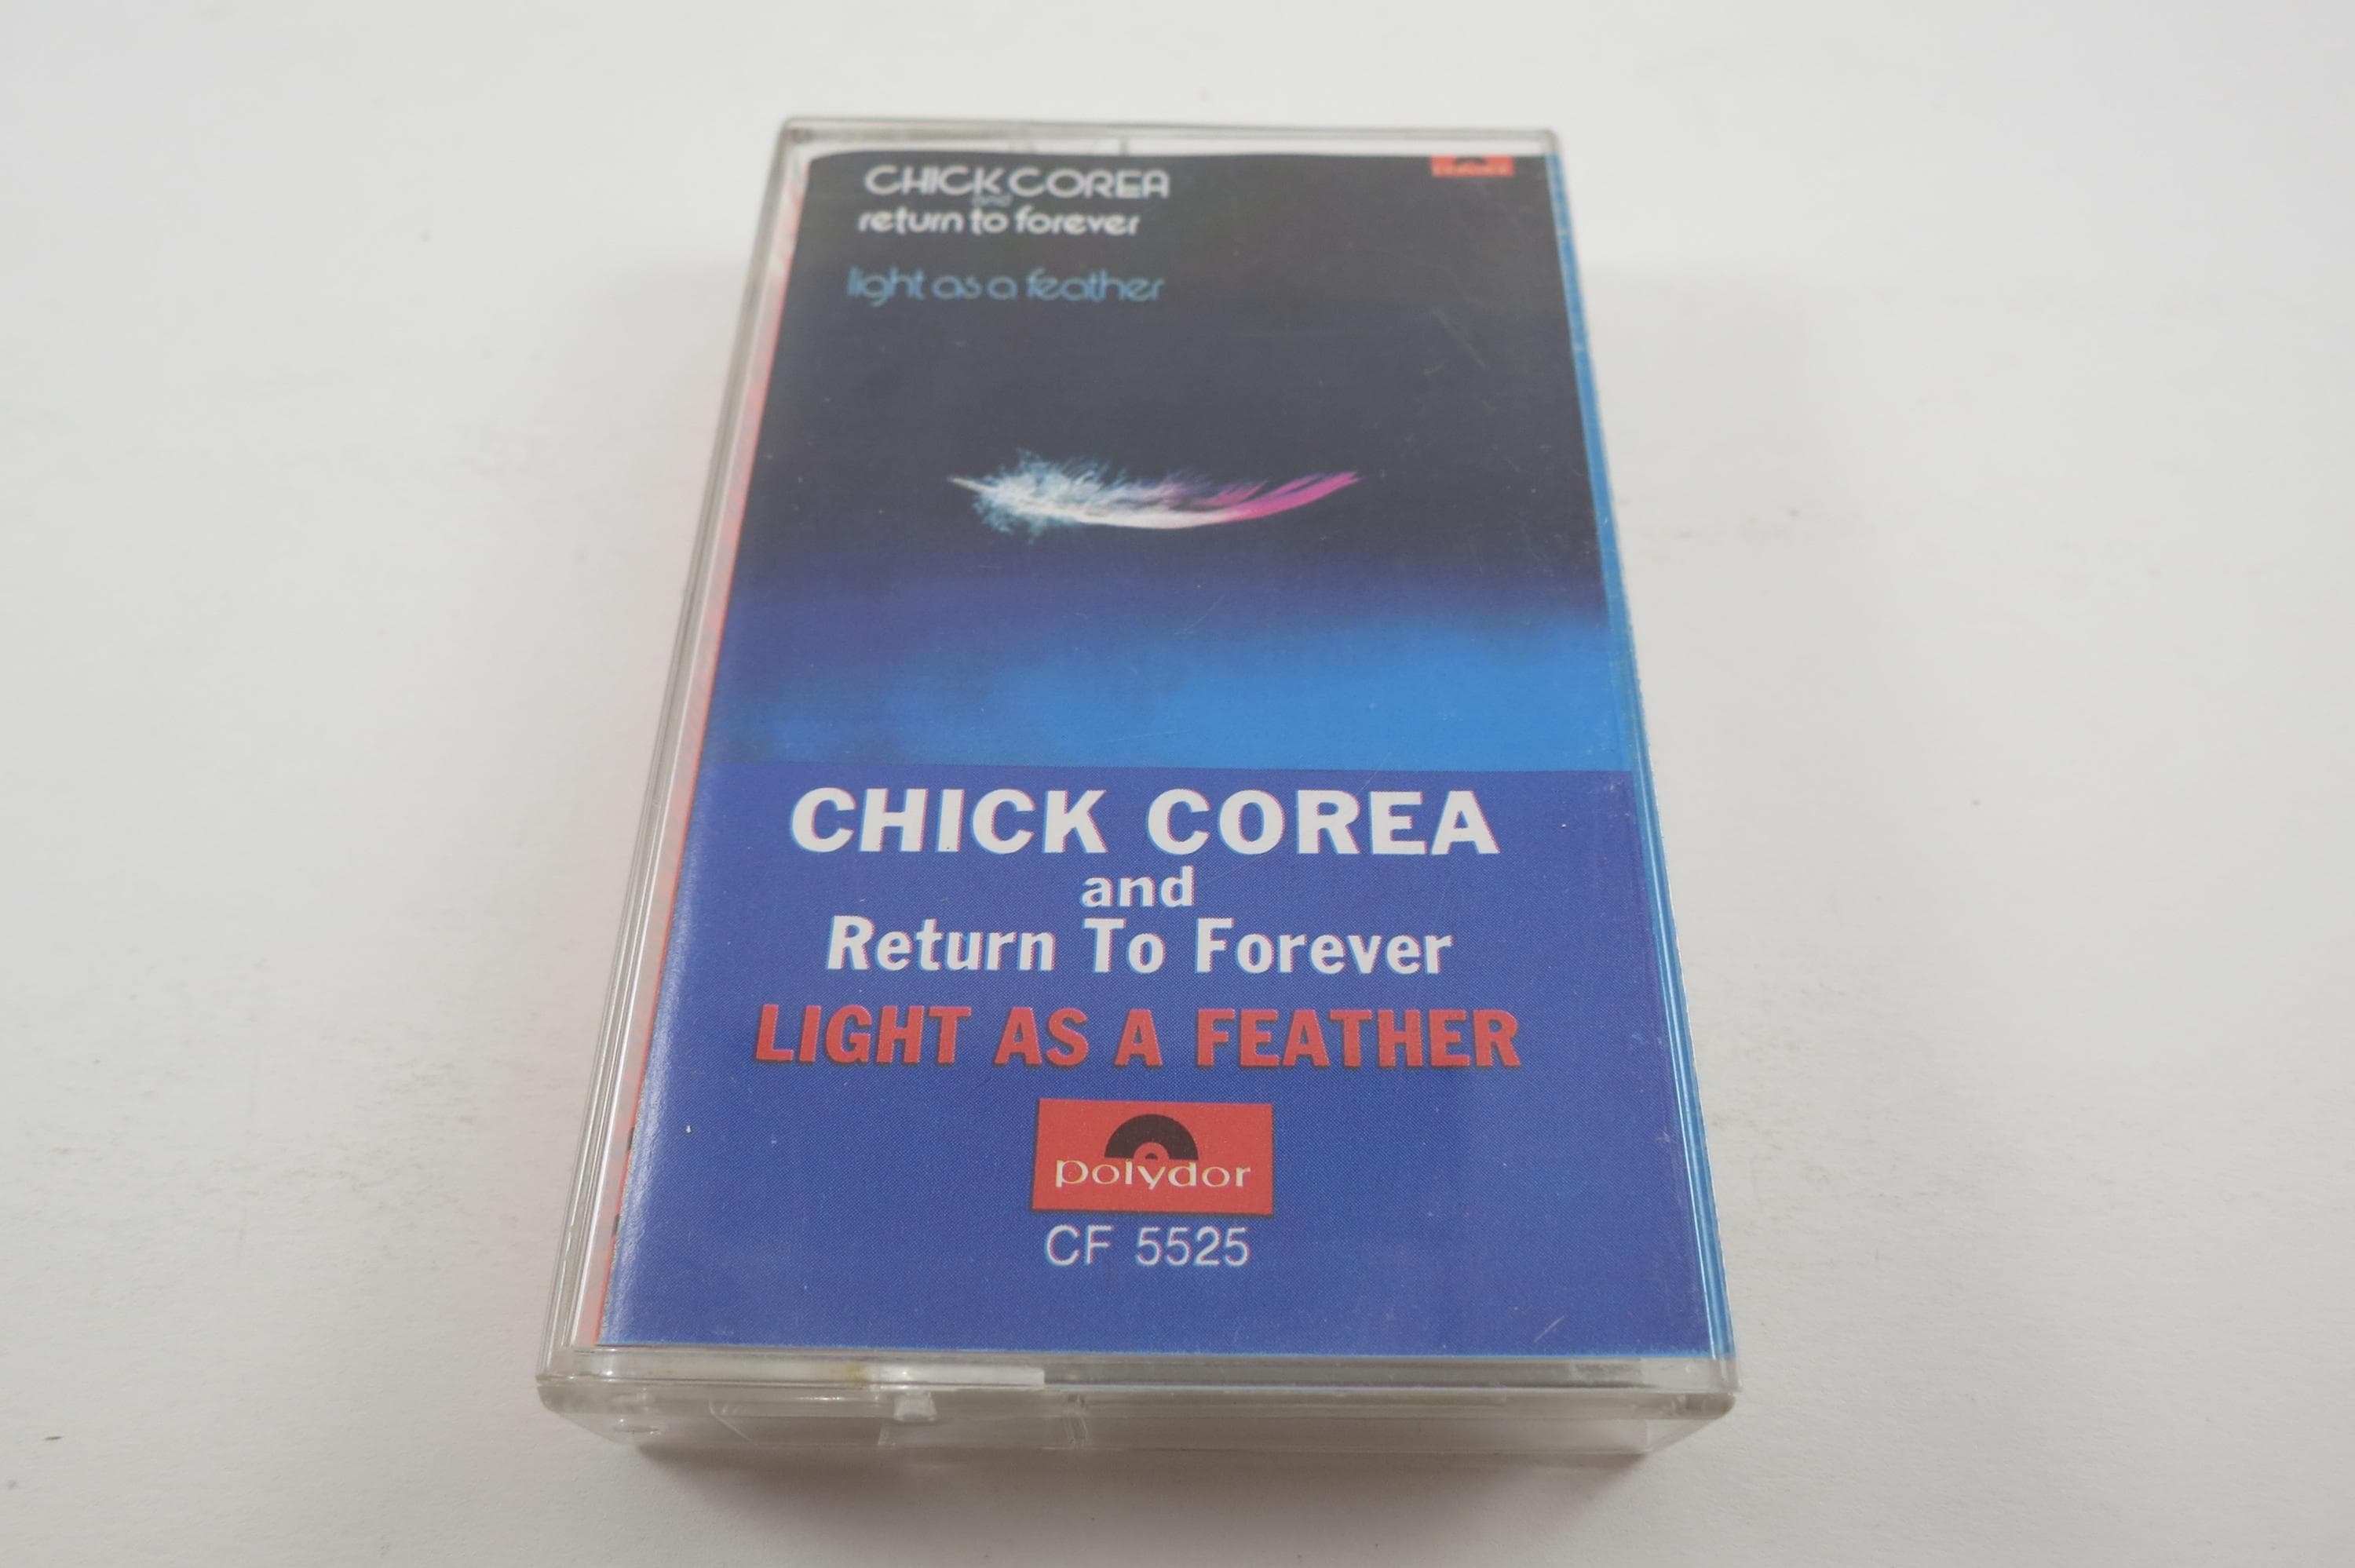 CHICK COREA
and
return to forever
light as a feather
CHICK COREA
and
Return To Forever
LIGHT AS A FEATHER
polydor
CF 5525